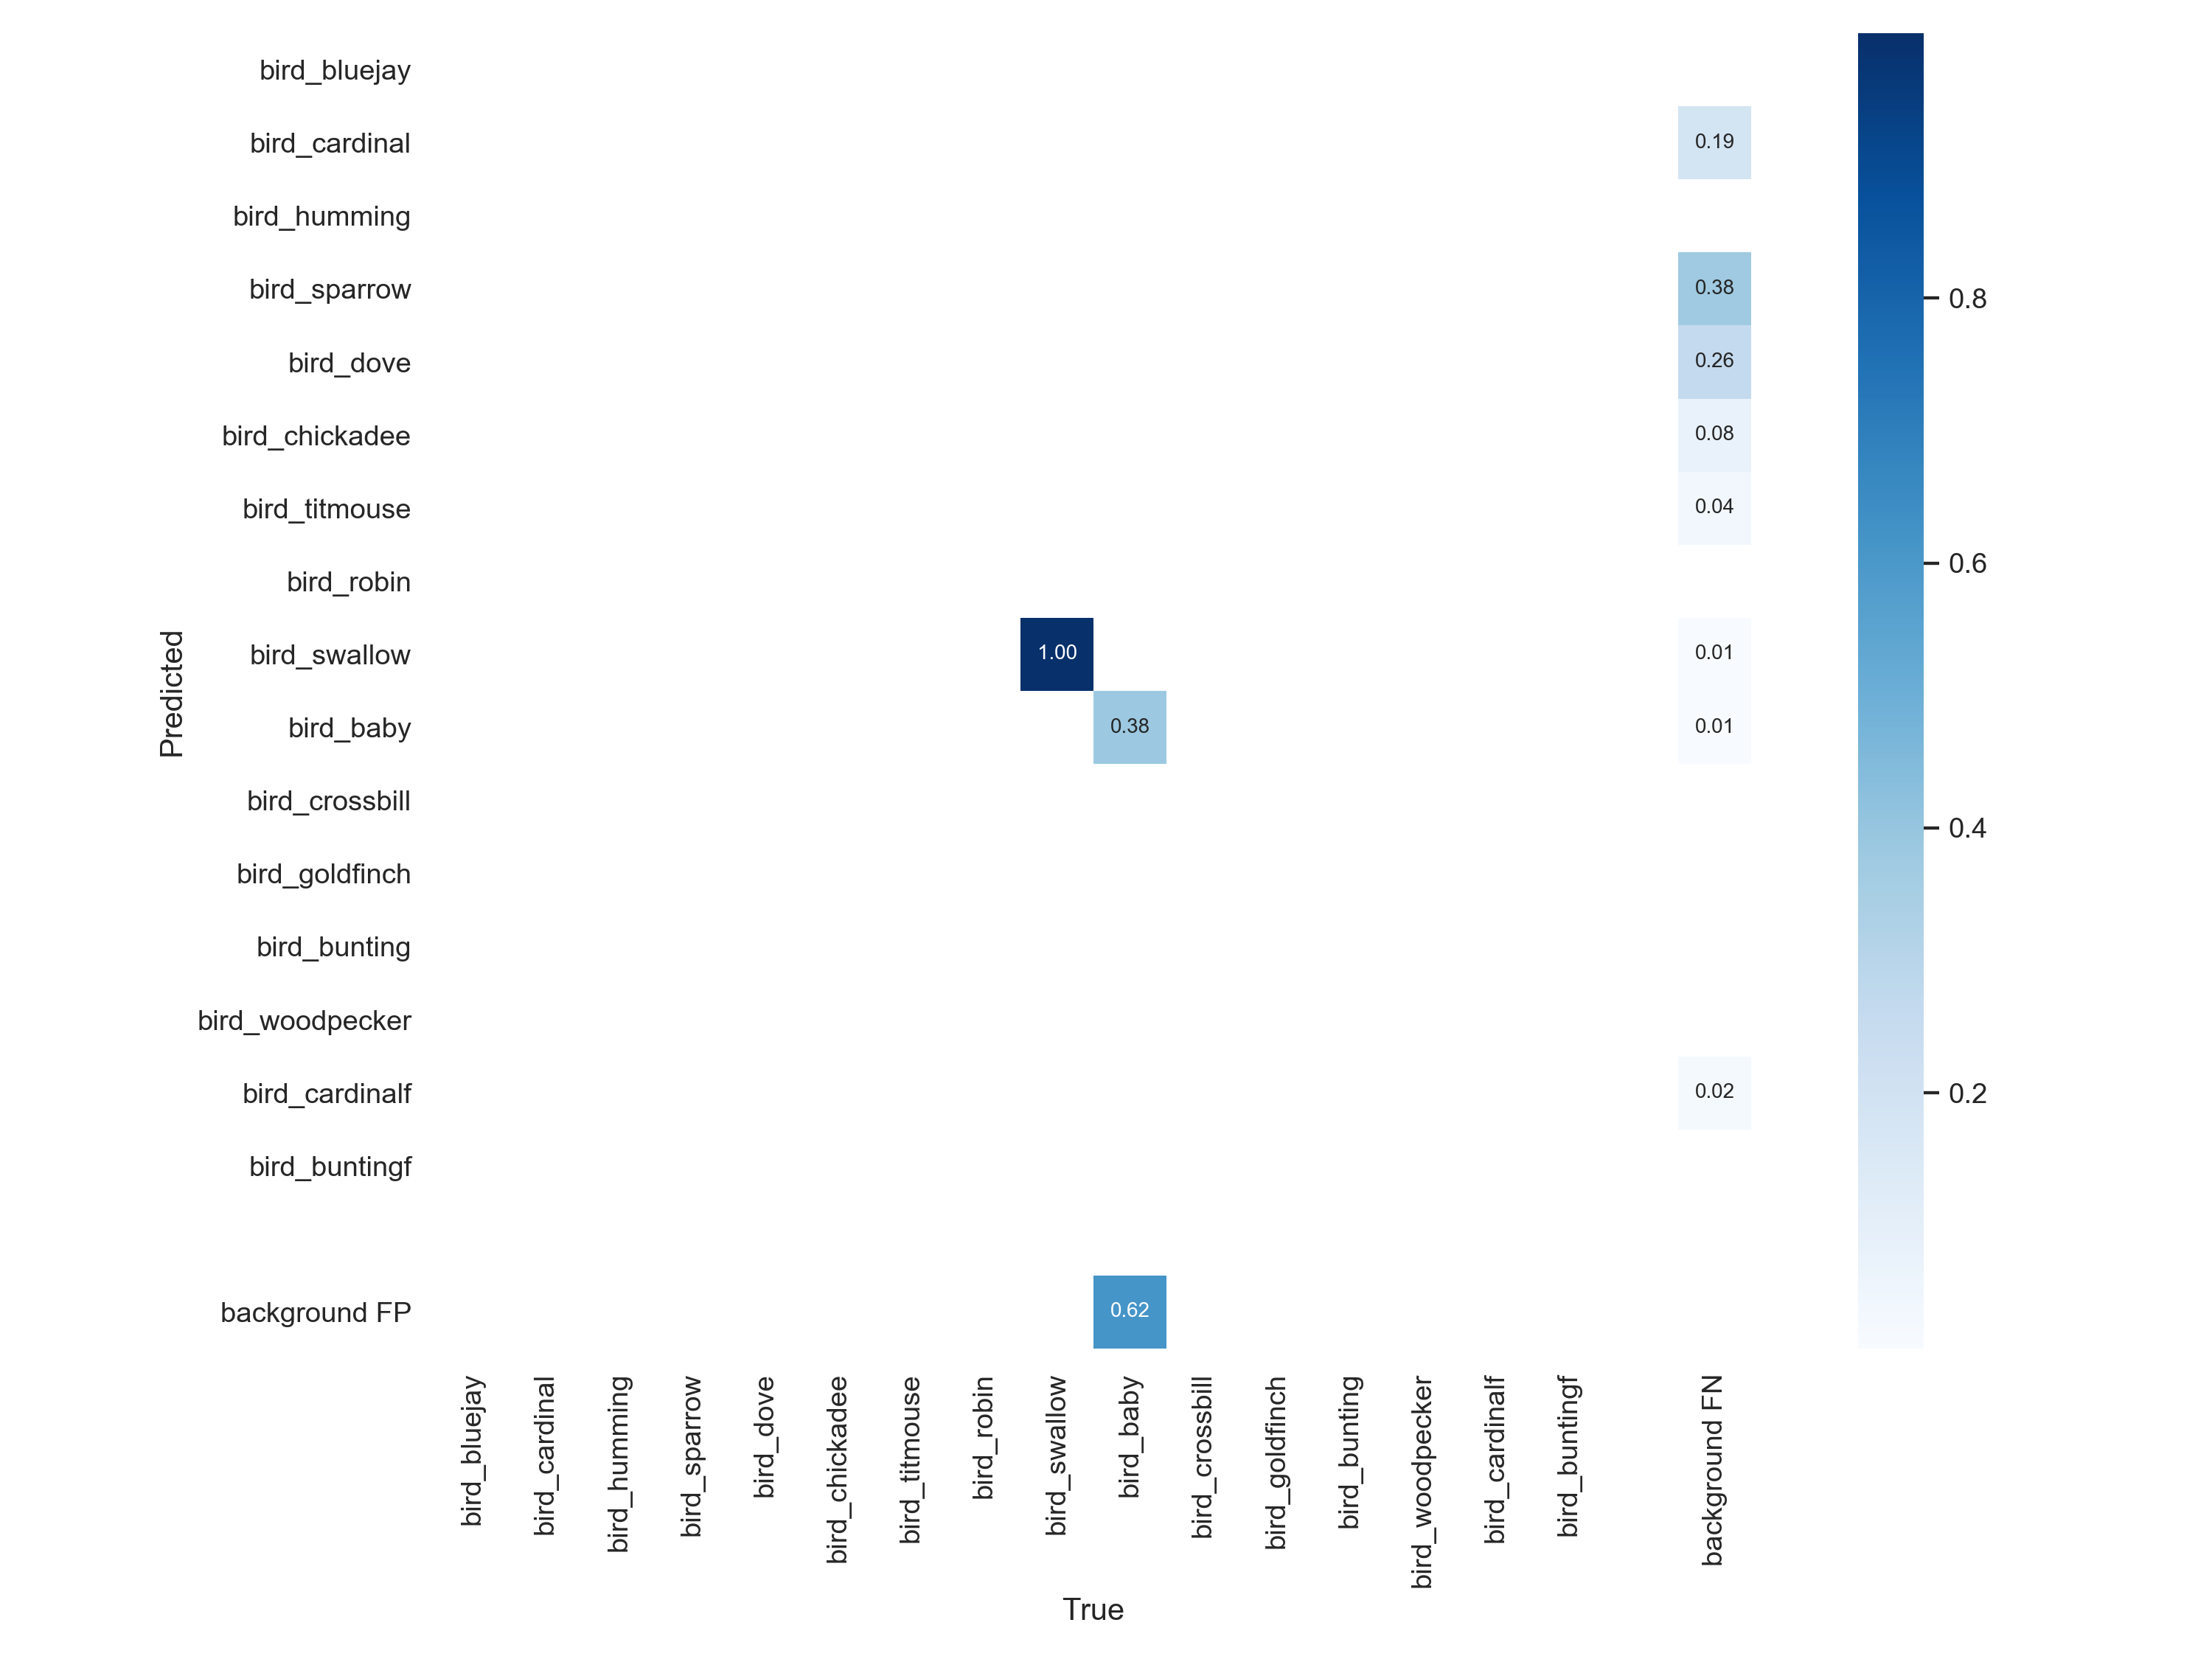 bird_bluejay
bird_cardinal
0.19
bird_humming
bird_sparrow
0.38
0.8
bird_dove
0.26
bird_chickadee
0.08
bird_titmouse
0.04
bird_robin
0.6
Predicted
bird_swallow
1.00
0.01
bird_baby
0.38
0.01
bird_crossbill
0.4
bird_goldfinch
bird_bunting
bird_woodpecker
bird_cardinalf
0.02
0.2
bird_buntingf
background FP
0.62
bird_bluejay
bird_cardinal
bird_humming
bird_sparrow
bird_dove
bird_chickadee
bird_titmouse
bird_robin
bird_swallow
bird_baby
bird_crossbill
bird_goldfinch
bird_bunting
bird_woodpecker
bird_cardinalf
bird_buntingf
background FN
True